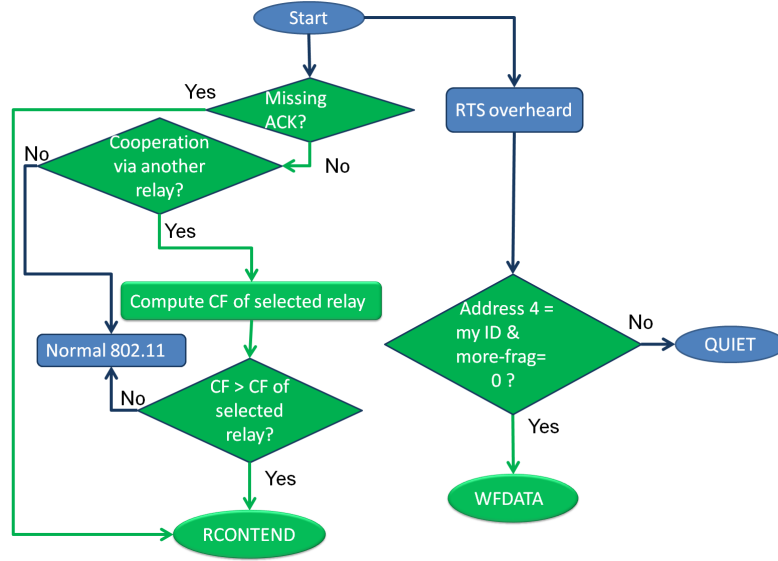 Start
Yes
Missing
ACK?
RTS overheard
No
Cooperation
via another
relay?
No
Yes
Compute CF of selected relay
Address 4 =
my ID &
more-frag=
0 ?
No
QUIET
Normal 802.11
No
CF > CF of
selected
relay?
Yes
Yes
WFDATA
RCONTEND